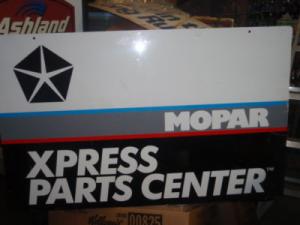 Ashland
MOPAR
XPRESS
PARTS CENTER™
00825